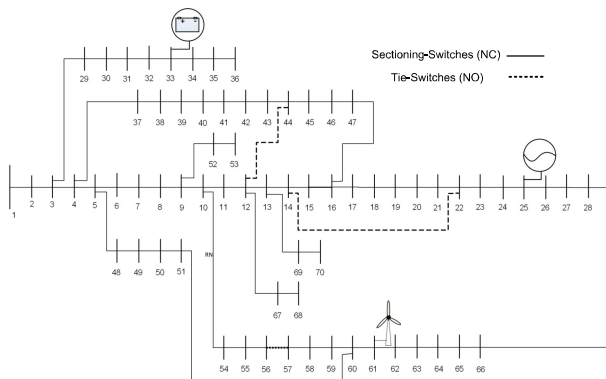 Sectioning-Switches (NC)
Tie-Switches (NO)
29 30 31 32 33 34 35 36
37 38 39 40 41 42 43 44 45 46 47
52 53
1 2 3 4 5 6 7 8 9 10 11 12 13 14 15 16 17 18 19 20 21 22 23 24 25 26 27 28
48 49 50 51
RN
69 70
67 68
54 55 56 57 58 59 60 61 62 63 64 65 66